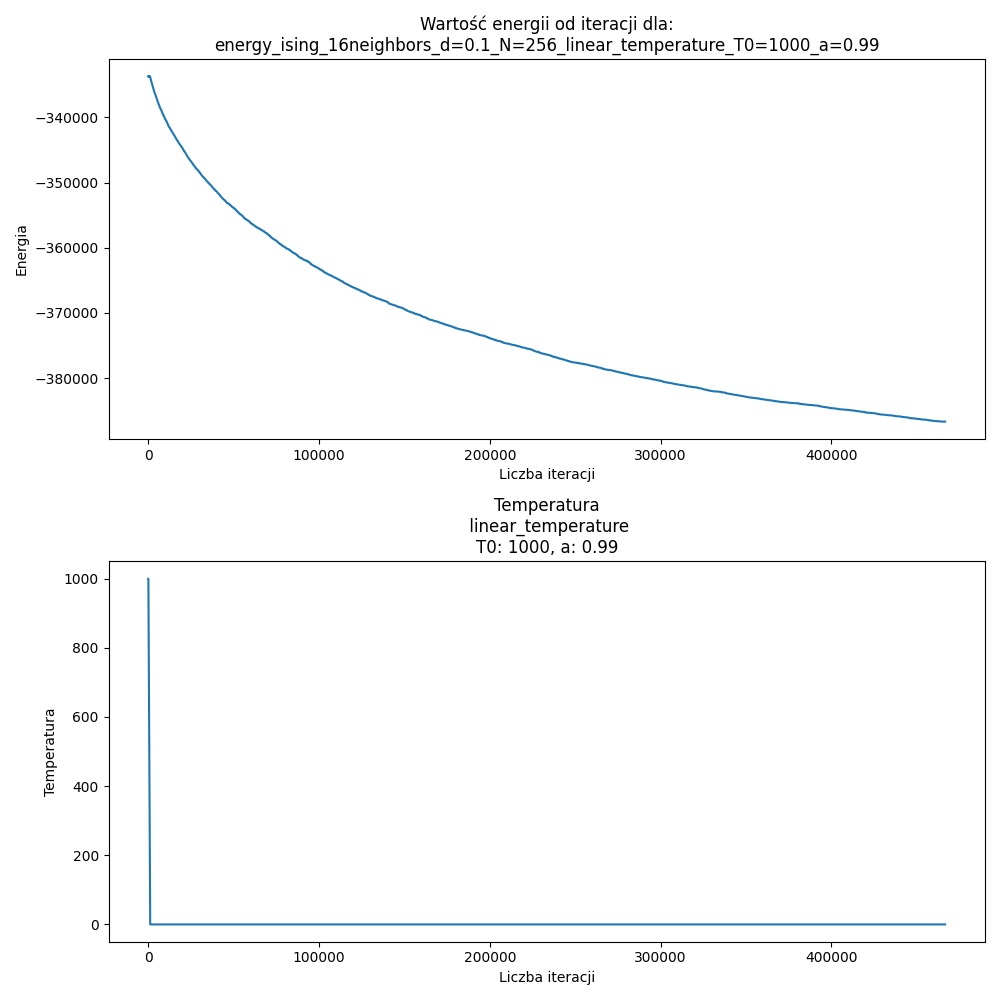 Wartość energii od iteracji dla:
energy_ising_16neighbors_d=0.1_N=256_linear_temperature_T0=1000_a=0.99
−340000
−350000
−360000
−370000
−380000
Energia
0
100000
200000
300000
400000
Liczba iteracji
Temperatura
linear_temperature
T0: 1000, a: 0.99
1000
800
600
400
200
0
Temperatura
0
100000
200000
300000
400000
Liczba iteracji